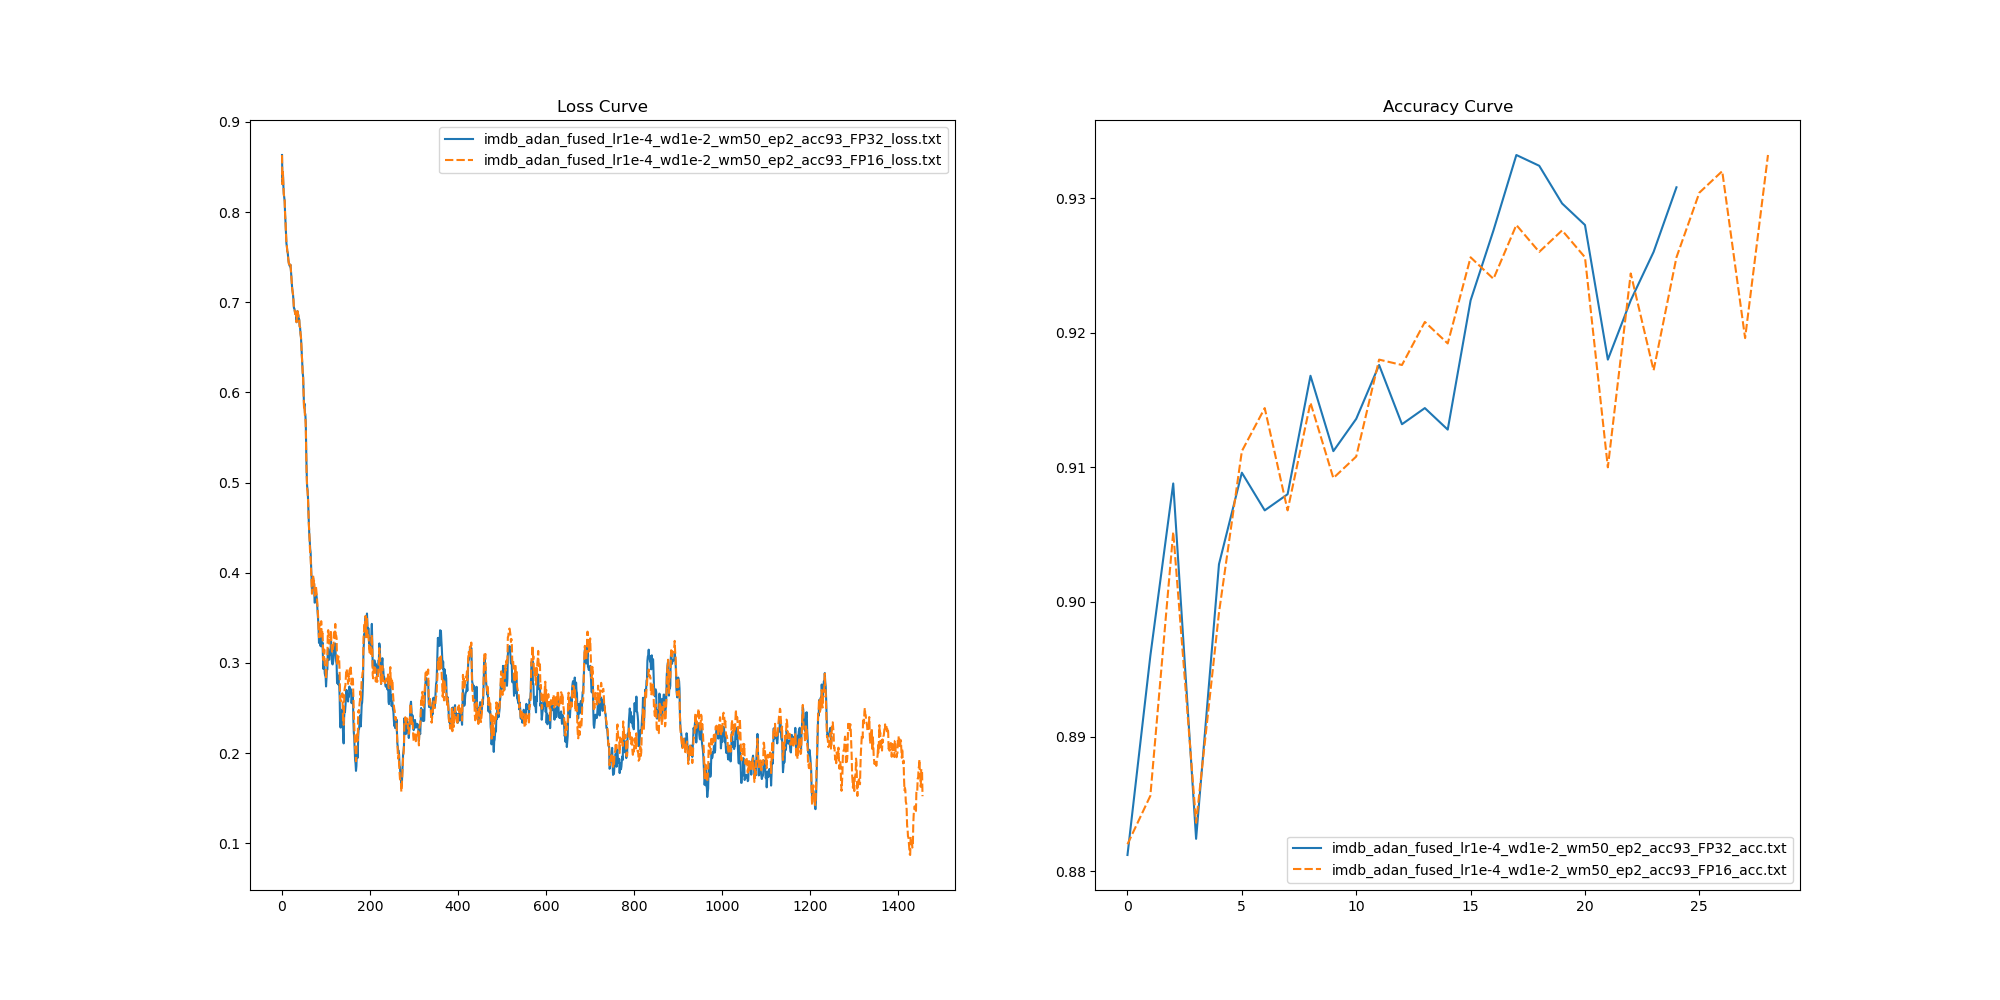 Loss Curve
0.9
0.8
0.7
0.6
0.5
0.4
0.3
0.2
0.1
0 200 400 600 800 1000 1200 1400
imdb_adan_fused_lr1e-4_wd1e-2_wm50_ep2_acc93_FP32_loss.txt
imdb_adan_fused_lr1e-4_wd1e-2_wm50_ep2_acc93_FP16_loss.txt
Accuracy Curve
0.93
0.92
0.91
0.90
0.89
0.88
0 5 10 15 20 25
imdb_adan_fused_lr1e-4_wd1e-2_wm50_ep2_acc93_FP32_acc.txt
imdb_adan_fused_lr1e-4_wd1e-2_wm50_ep2_acc93_FP16_acc.txt